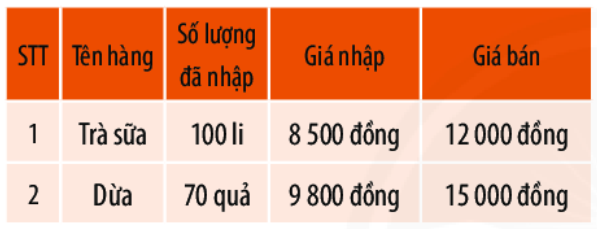 STT Tên hàng Số lượng đã nhập Giá nhập Giá bán
1 Trà sữa 100 li 8 500 đồng 12 000 đồng
2 Dừa 70 quả 9 800 đồng 15 000 đồng